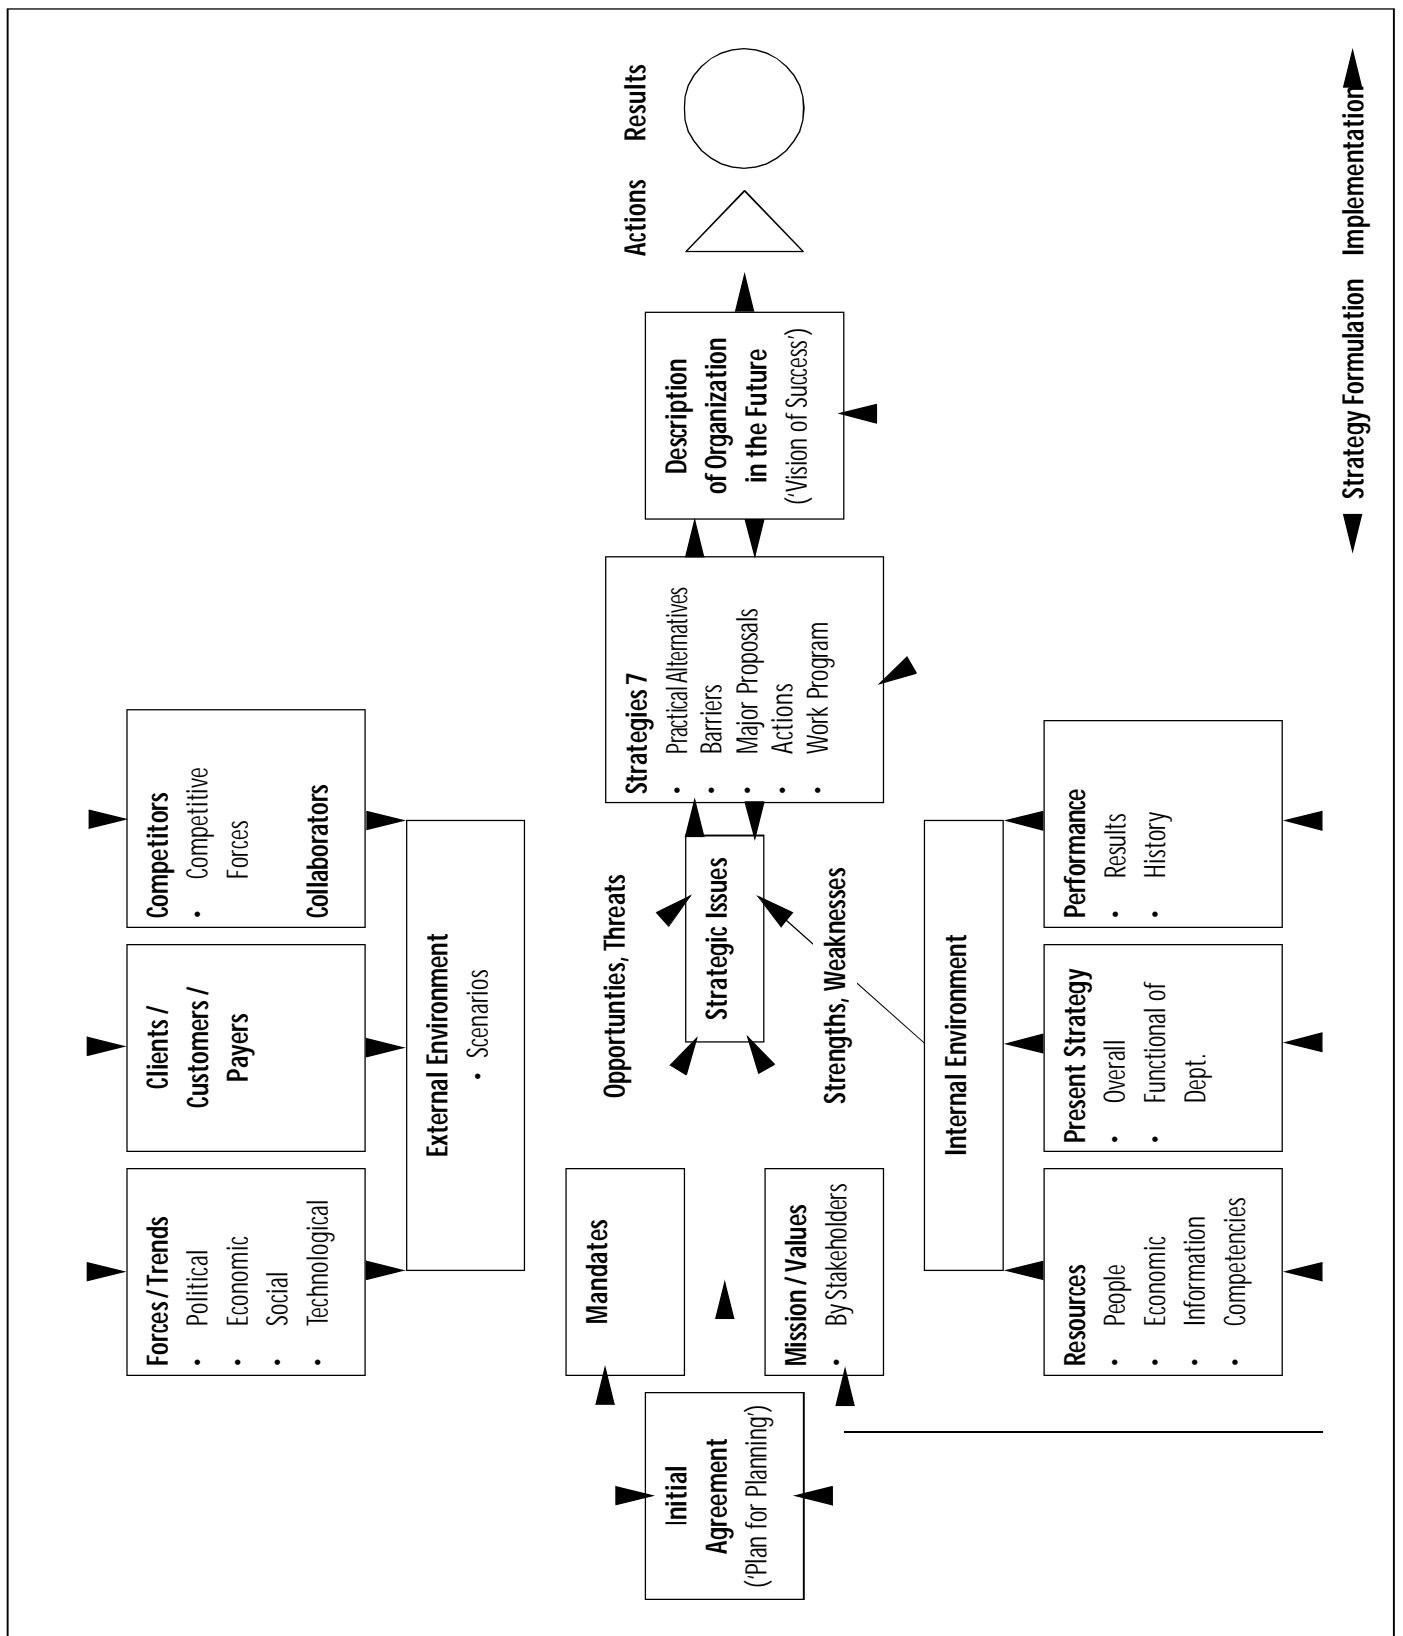 Forces / Trends
• Political
• Economic
• Social
• Technological
Clients /
Customers /
Payers
Competitors
• Competitive
Forces
Collaborators
External Environment
• Scenarios
Initial
Agreement
('Plan for Planning')
Mandates
Mission / Values
• By Stakeholders
Opportunties, Threats
Strategic Issues
Strengths, Weaknesses
Strategies 7
• Practical Alternatives
• Barriers
• Major Proposals
• Actions
• Work Program
Description
of Organization
in the Future
('Vision of Success')
Actions
Results
Internal Environment
Resources
• People
• Economic
• Information
• Competencies
Present Strategy
• Overall
• Functional of
Dept.
Performance
• Results
• History
Strategy Formulation
Implementation